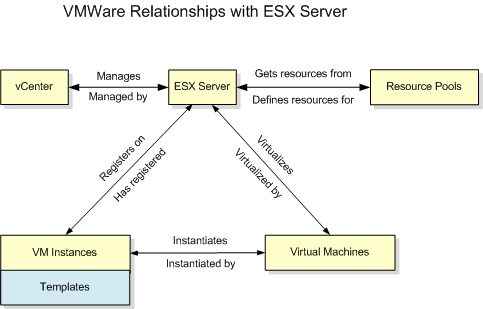 VMWare Relationships with ESX Server
vCenter
Manages
Managed by
ESX Server
Gets resources from
Defines resources for
Resource Pools
Registers on
Has registered
Virtualizes
Virtualized by
VM Instances
Templates
Instantiates
Instantiated by
Virtual Machines